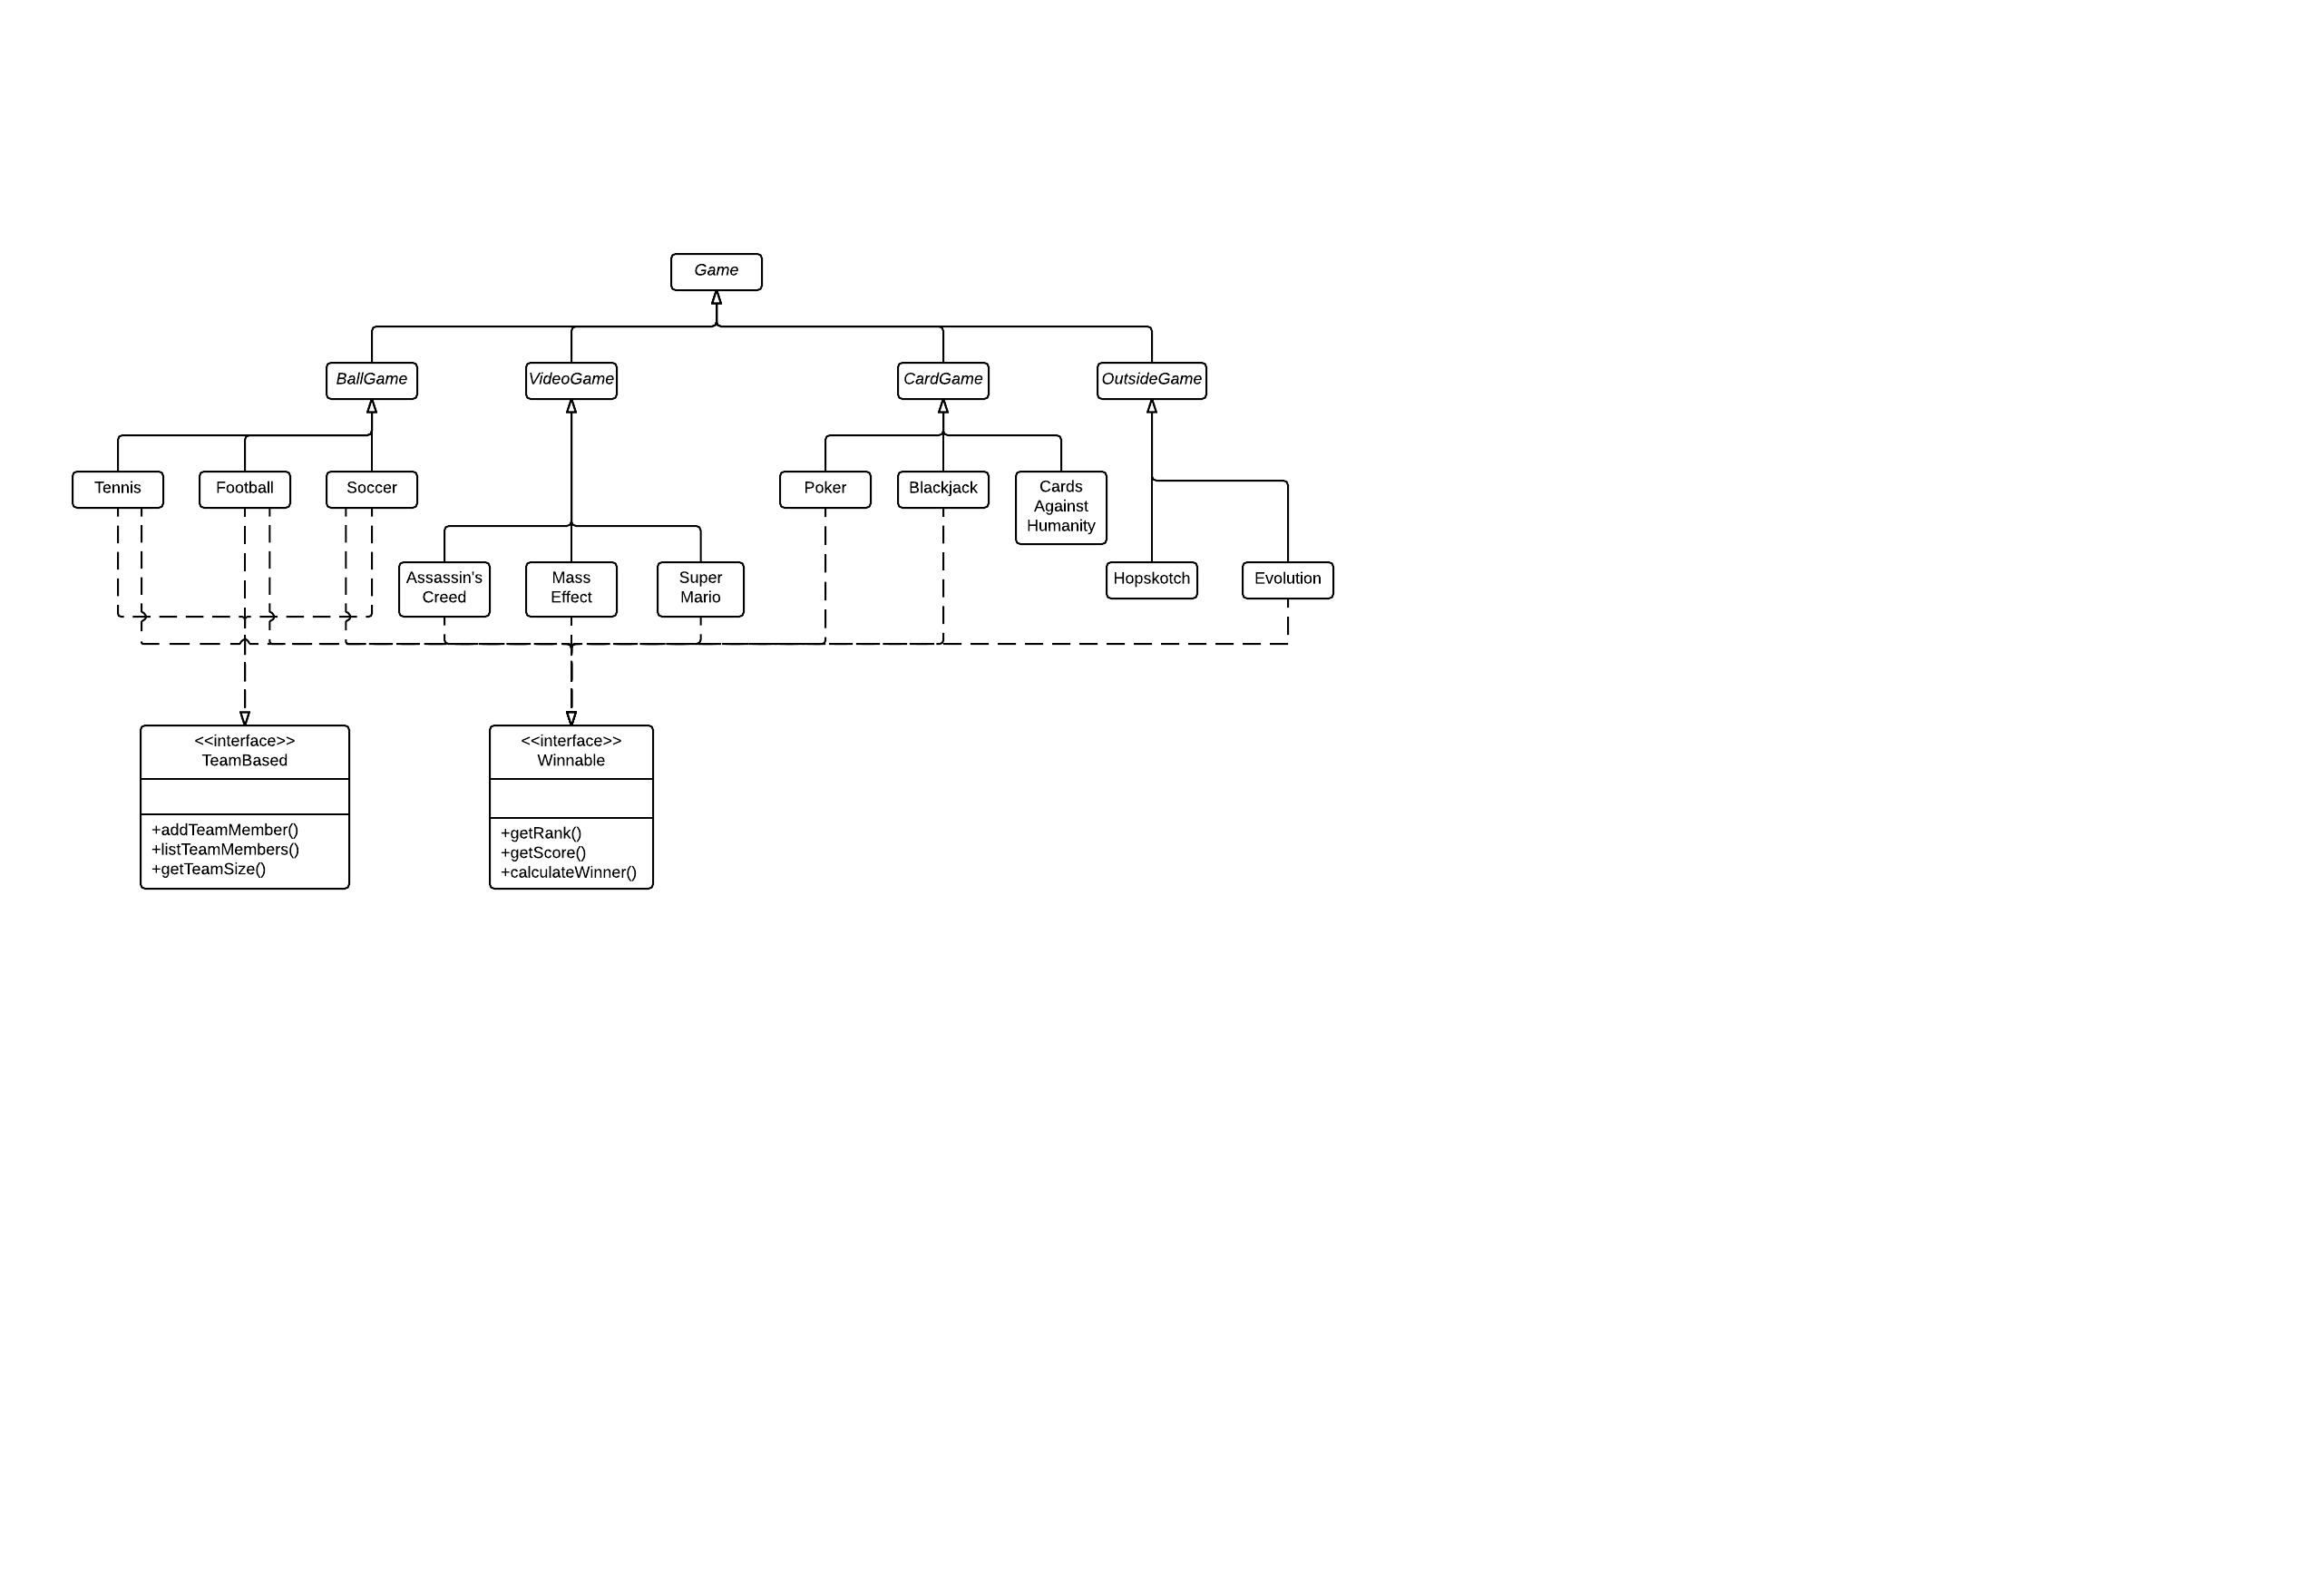 Game
BallGame
VideoGame
CardGame
OutsideGame
Tennis
Football
Soccer
Poker
Blackjack
Cards
Against
Humanity
Assassin's
Creed
Mass
Effect
Super
Mario
Hopskotch
Evolution
<<interface>>
TeamBased
+addTeamMember()
+listTeamMembers()
+getTeamSize()
<<interface>>
Winnable
+getRank()
+getScore()
+calculateWinner()